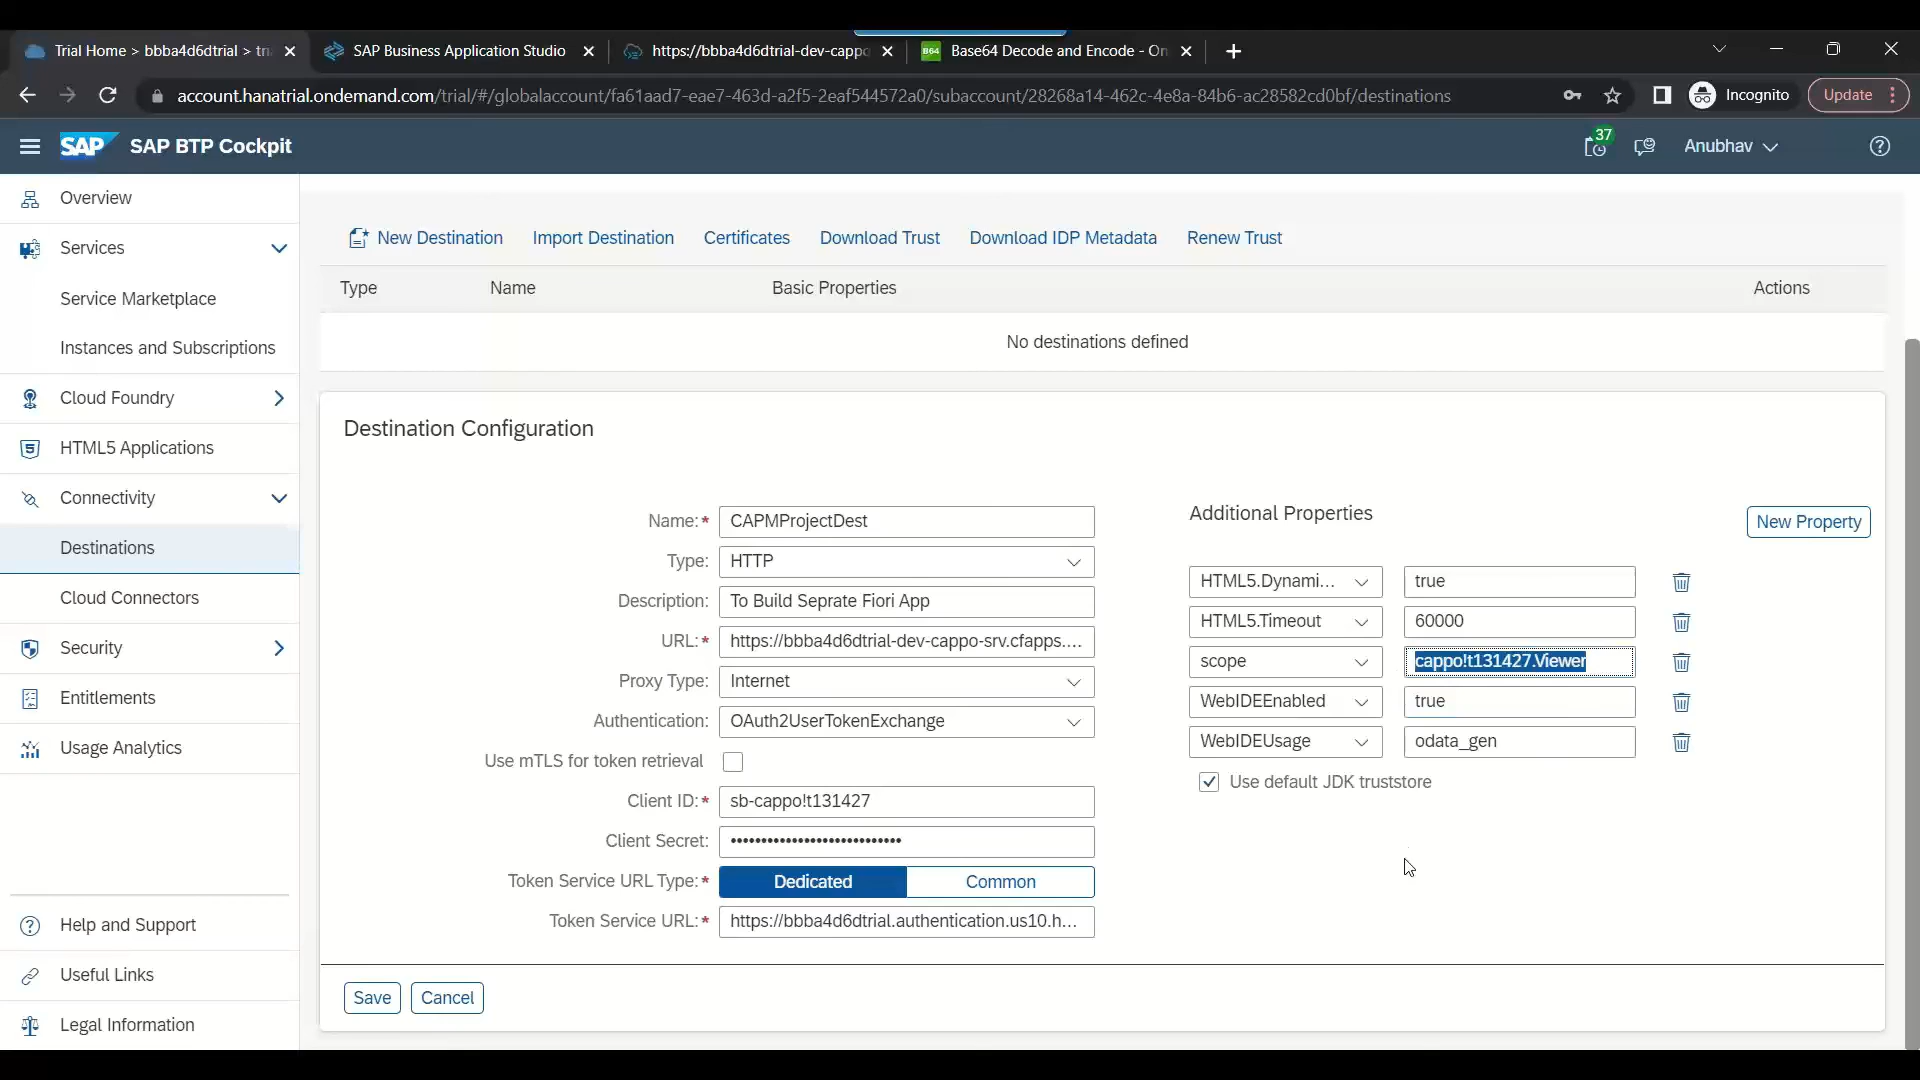 Trial Home > bbba4d6dtrial > tr
SAP Business Application Studio
https://bbba4d6dtrial-dev-cappo
B64
Base64 Decode and Encode - On
account.hanatrial.ondemand.com/trial/#/globalaccount/fa61aad7-eae7-463d-a2f5-2eaf544572a0/subaccount/28268a14-462c-4e8a-84b6-ac28582cd0bf/destinations
Incognito
Update
SAP
SAP BTP Cockpit
37
Anubhav
Overview
Services
Service Marketplace
Instances and Subscriptions
Cloud Foundry
HTML5 Applications
Connectivity
Destinations
Cloud Connectors
Security
Entitlements
Usage Analytics
Help and Support
Useful Links
Legal Information
New Destination Import Destination Certificates Download Trust Download IDP Metadata Renew Trust
Type Name Basic Properties Actions
No destinations defined
Destination Configuration
Name:* CAPMProjectDest
Type: HTTP
Description: To Build Seprate Fiori App
URL:* https://bbba4d6dtrial-dev-cappo-srv.cfapps....
Proxy Type: Internet
Authentication: OAuth2UserTokenExchange
Use mTLS for token retrieval
Client ID:* sb-cappo!t131427
Client Secret:
Token Service URL Type:* Dedicated Common
Token Service URL:* https://bbba4d6dtrial.authentication.us10.h...
Additional Properties
New Property
HTML5.Dynami... true
HTML5.Timeout 60000
scope cappo!t131427.Viewer
WebIDEEnabled true
WebIDEUsage odata_gen
Use default JDK truststore
Save Cancel